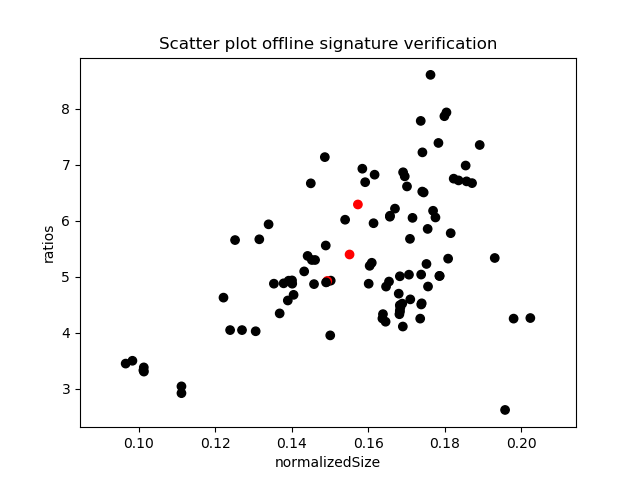 Scatter plot offline signature verification
8
7
6
5
4
3
ratios
0.10 0.12 0.14 0.16 0.18 0.20
normalizedSize